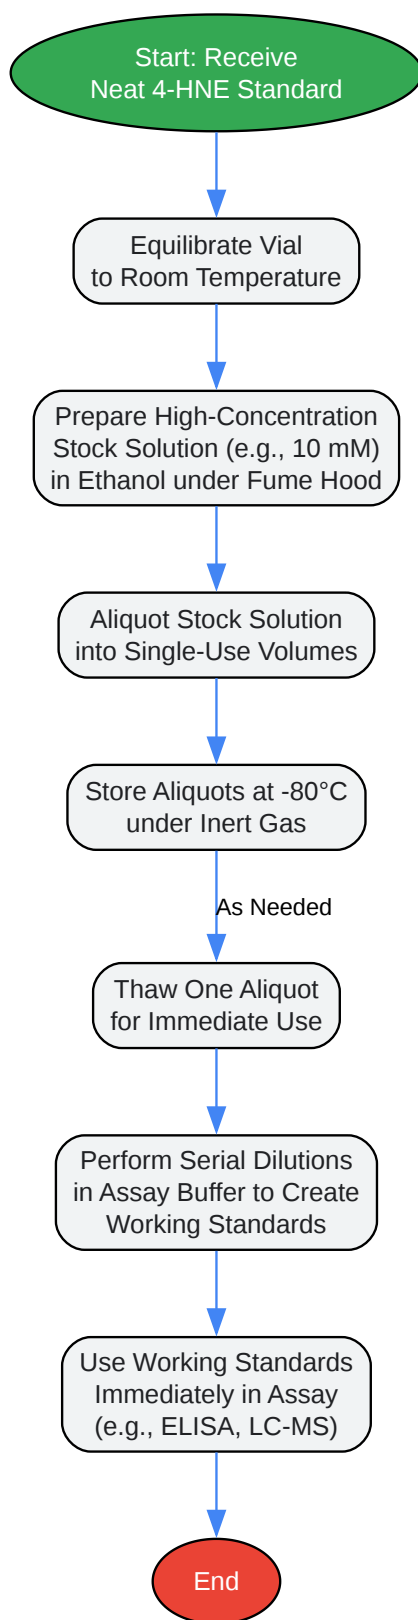 Start: Receive
Neat 4-HNE Standard
Equilibrate Vial
to Room Temperature
Prepare High-Concentration
Stock Solution (e.g., 10 mM)
in Ethanol under Fume Hood
Aliquot Stock Solution
into Single-Use Volumes
Store Aliquots at -80°C
under Inert Gas
As Needed
Thaw One Aliquot
for Immediate Use
Perform Serial Dilutions
in Assay Buffer to Create
Working Standards
Use Working Standards
Immediately in Assay
(e.g., ELISA, LC-MS)
End